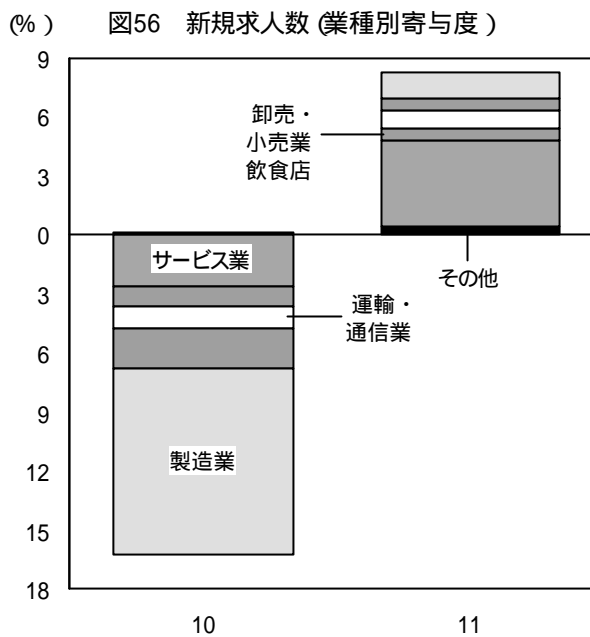 (%) 図56 新規求人数(業種別寄与度)
9
6
3
0
3
6
9
12
15
18
卸売・
小売業
飲食店
その他
サービス業
運輸・
通信業
製造業
10 11